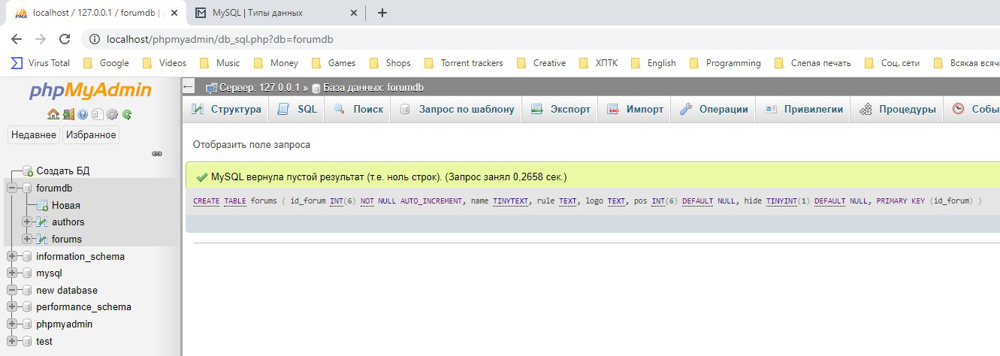 localhost / 127.0.0.1 / forumdb |
MySQL | Типы данных
localhost/phpmyadmin/db_sql.php?db=forumdb
Virus Total Google Videos Music Money Games Shops Torrent trackers Creative ХПТК English Programming Слепая печать Соц. сети Всякая всяч
phpMyAdmin
Недавнее Избранное
Создать БД
forumdb
Новая
authors
forums
information_schema
mysql
new database
performance_schema
phpmyadmin
test
Сервер: 127.0.0.1 » База данных: forumdb
Структура SQL Поиск Запрос по шаблону Экспорт Импорт Операции Привилегии Процедуры Собы
Отобразить поле запроса
MySQL вернула пустой результат (т.е. ноль строк). (Запрос занял 0,2658 сек.)
CREATE TABLE forums ( id_forum INT(6) NOT NULL AUTO_INCREMENT, name TINYTEXT, rule TEXT, logo TEXT, pos INT(6) DEFAULT NULL, hide TINYINT(1) DEFAULT NULL, PRIMARY KEY (id_forum) )